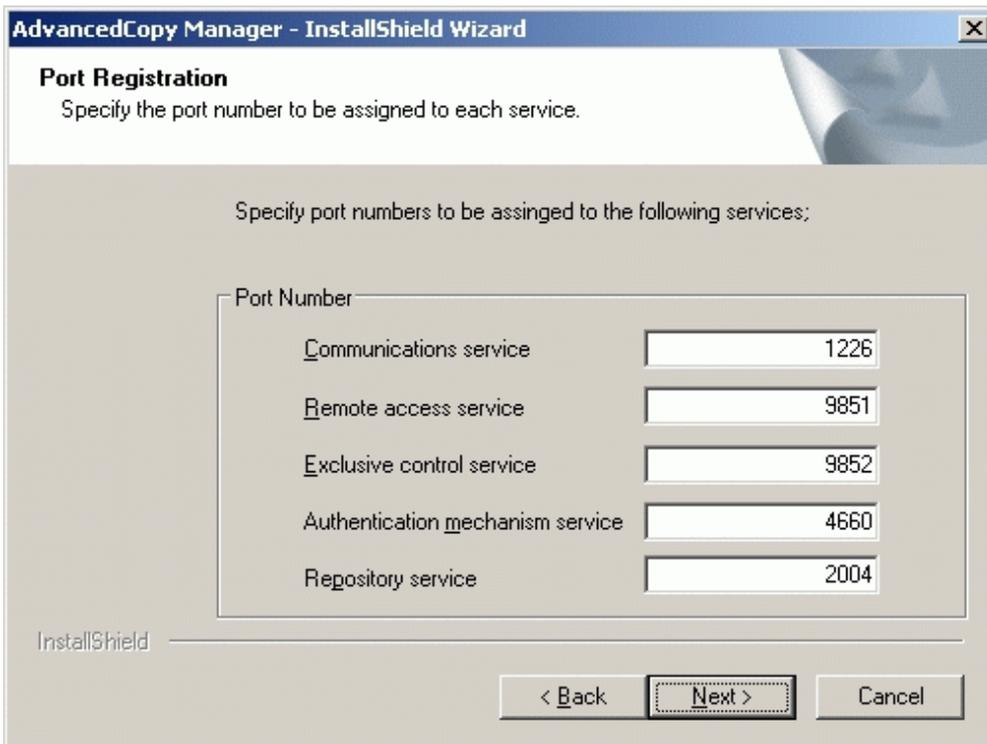 AdvancedCopy Manager - InstallShield Wizard
Port Registration
Specify the port number to be assigned to each service.
Specify port numbers to be assinged to the following services;
Port Number
Communications service 1226
Remote access service 9851
Exclusive control service 9852
Authentication mechanism service 4660
Repository service 2004
InstallShield
< Back Next > Cancel